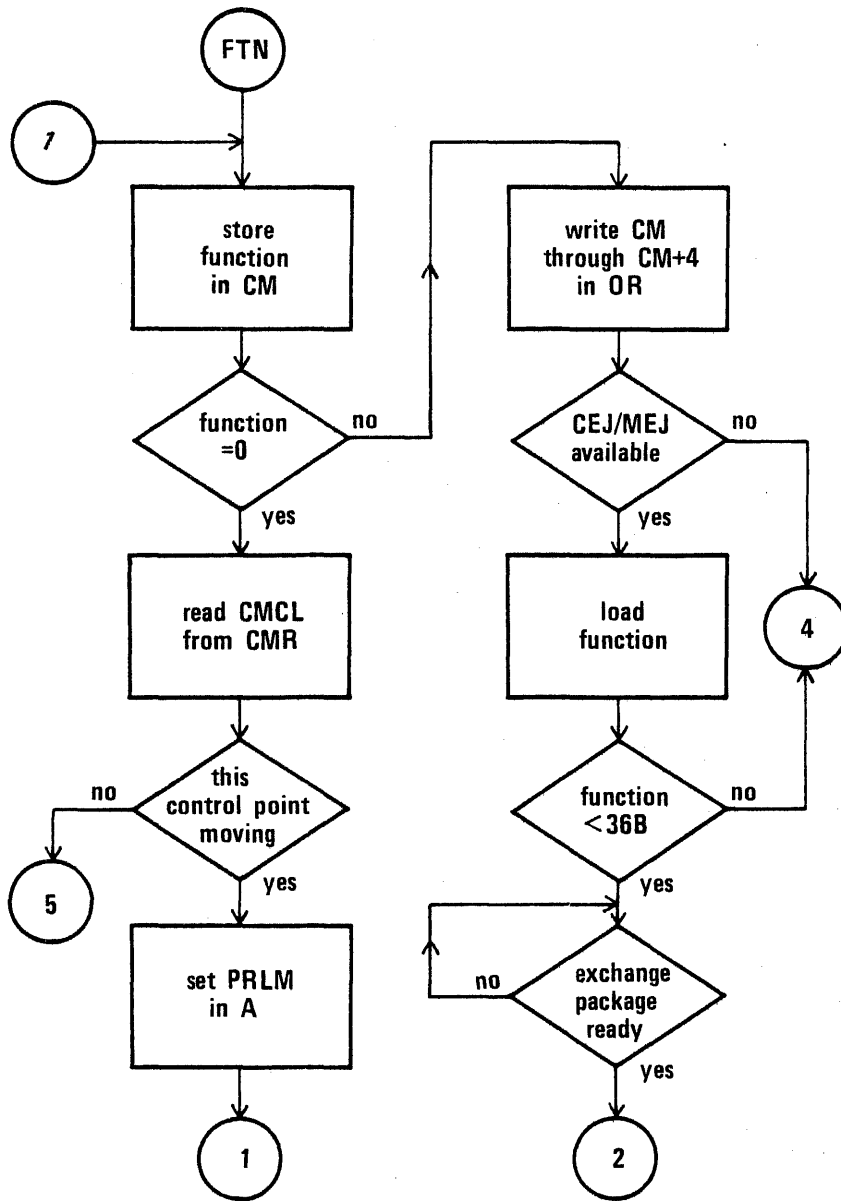 FTN
1
store
function
in CM
function
=0
no
yes
read CMCL
from CMR
this
control point
moving
no
yes
5
set PRLM
in A
1
write CM
through CM+4
in OR
CEJ/MEJ
available
no
yes
load
function
4
function
<36B
no
yes
exchange
package
ready
no
yes
2